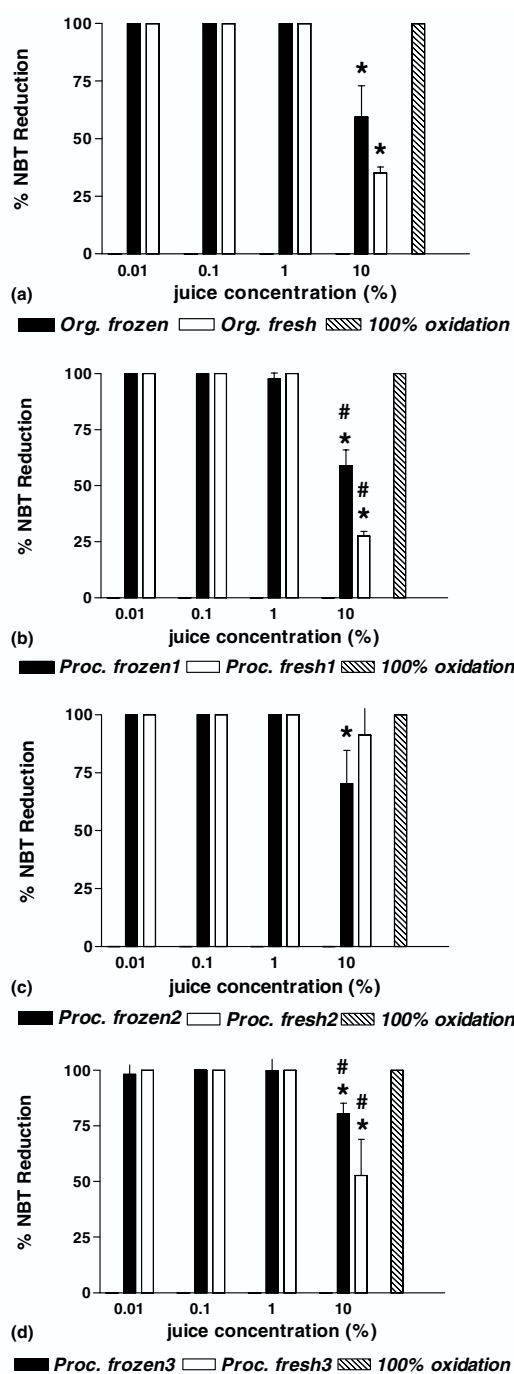 100
75
50
25
0
% NBT Reduction
*
*
0.01 0.1 1 10
juice concentration (%)
(a)
Org. frozen Org. fresh 100% oxidation
100
75
50
25
0
% NBT Reduction
# #
* *
0.01 0.1 1 10
juice concentration (%)
(b)
Proc. frozen1 Proc. fresh1 100% oxidation
100
75
50
25
0
% NBT Reduction
*
0.01 0.1 1 10
juice concentration (%)
(c)
Proc. frozen2 Proc. fresh2 100% oxidation
100
75
50
25
0
% NBT Reduction
# #
* *
0.01 0.1 1 10
juice concentration (%)
(d)
Proc. frozen3 Proc. fresh3 100% oxidation